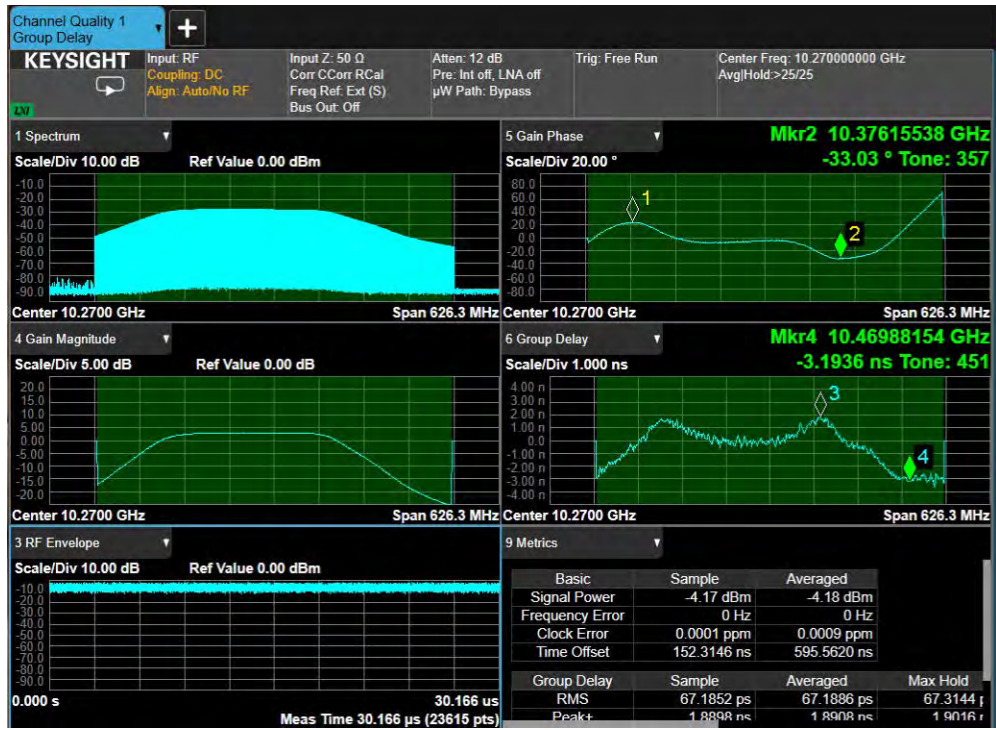 Channel Quality 1
Group Delay
KEYSIGHT
LXI
Input: RF
Coupling: DC
Align: Auto/No RF
Input Z: 50 Ω
Corr CCorr RCal
Freq Ref: Ext (S)
Bus Out: Off
Atten: 12 dB
Pre: Int off, LNA off
µW Path: Bypass
Trig: Free Run
Center Freq: 10.270000000 GHz
Avg|Hold:>25/25
1 Spectrum
Scale/Div 10.00 dB Ref Value 0.00 dBm
-10.0
-20.0
-30.0
-40.0
-50.0
-60.0
-70.0
-80.0
-90.0
Center 10.2700 GHz Span 626.3 MHz
5 Gain Phase Mkr2 10.37615538 GHz
Scale/Div 20.00 ° -33.03 ° Tone: 357
80.0
60.0
40.0
20.0
0.0
-20.0
-40.0
-60.0
-80.0
1
2
Center 10.2700 GHz Span 626.3 MHz
4 Gain Magnitude
Scale/Div 5.00 dB Ref Value 0.00 dB
20.0
15.0
10.0
5.00
0.00
-5.00
-10.0
-15.0
-20.0
Center 10.2700 GHz Span 626.3 MHz
6 Group Delay Mkr4 10.46988154 GHz
Scale/Div 1.000 ns -3.1936 ns Tone: 451
4.00 n
3.00 n
2.00 n
1.00 n
0.0
-1.00 n
-2.00 n
-3.00 n
-4.00 n
3
4
Center 10.2700 GHz Span 626.3 MHz
3 RF Envelope
Scale/Div 10.00 dB Ref Value 0.00 dBm
-10.0
-20.0
-30.0
-40.0
-50.0
-60.0
-70.0
-80.0
-90.0
0.000 s 30.166 us
Meas Time 30.166 µs (23615 pts)
9 Metrics
Basic Sample Averaged
Signal Power -4.17 dBm -4.18 dBm
Frequency Error 0 Hz 0 Hz
Clock Error 0.0001 ppm 0.0009 ppm
Time Offset 152.3146 ns 595.5620 ns
Group Delay Sample Averaged Max Hold
RMS 67.1852 ps 67.1886 ps 67.3144
Peak+ 1.8898 ns 1.8908 ns 1.9016